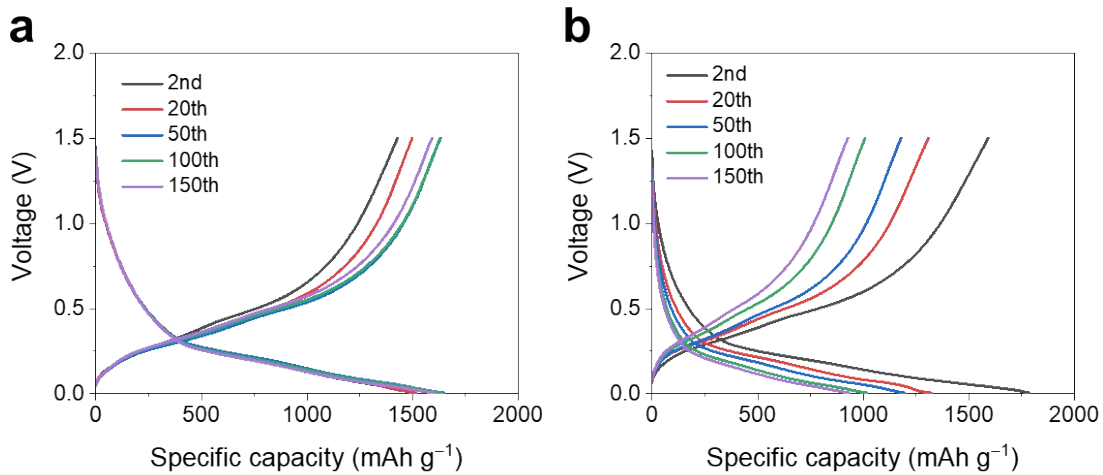 a
2.0
1.5
1.0
0.5
0.0
Voltage (V)
2nd
20th
50th
100th
150th
0
500
1000
1500
2000
Specific capacity (mAh g⁻¹)
b
2.0
1.5
1.0
0.5
0.0
Voltage (V)
2nd
20th
50th
100th
150th
0
500
1000
1500
2000
Specific capacity (mAh g⁻¹)